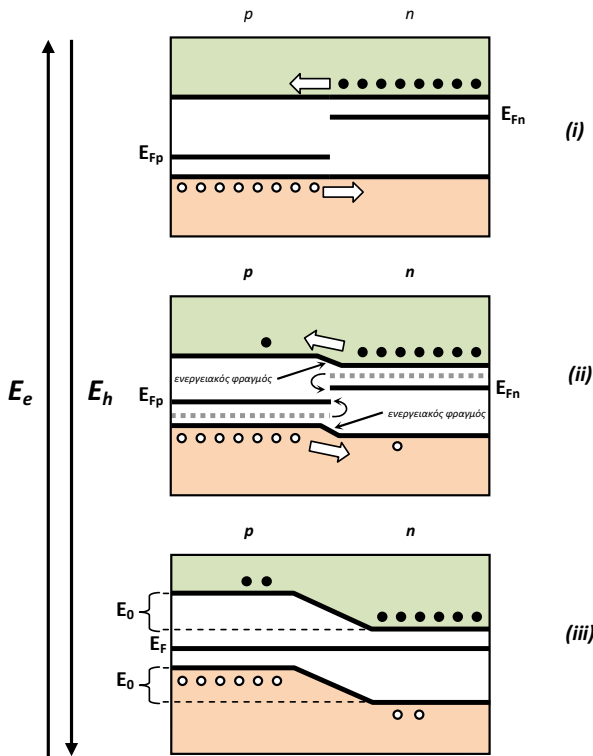 p n
E_Fp E_Fn (i)
p n
ενεργειακός φραγμός
E_e E_h E_Fp E_Fn (ii)
ενεργειακός φραγμός
p n
E_0
E_F (iii)
E_0